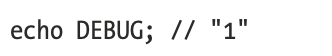 echo DEBUG; // "1"